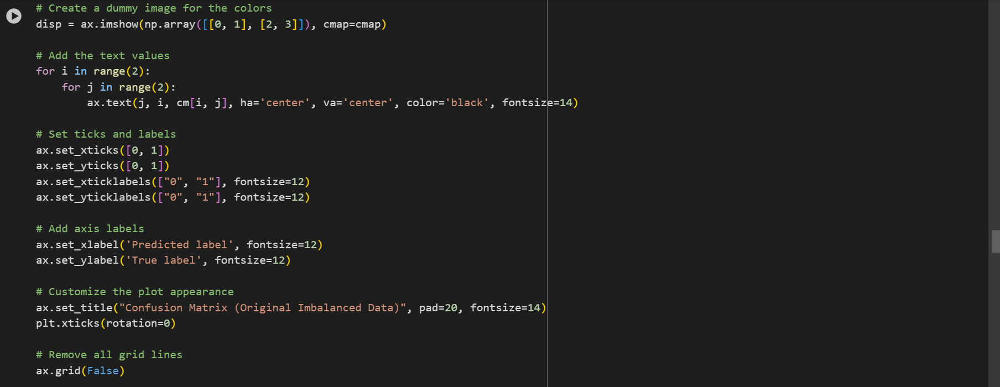 # Create a dummy image for the colors
disp = ax.imshow(np.array([[0, 1], [2, 3]]), cmap=cmap)
# Add the text values
for i in range(2):
    for j in range(2):
        ax.text(j, i, cm[i, j], ha='center', va='center', color='black', fontsize=14)
# Set ticks and labels
ax.set_xticks([0, 1])
ax.set_yticks([0, 1])
ax.set_xticklabels(["0", "1"], fontsize=12)
ax.set_yticklabels(["0", "1"], fontsize=12)
# Add axis labels
ax.set_xlabel('Predicted label', fontsize=12)
ax.set_ylabel('True label', fontsize=12)
# Customize the plot appearance
ax.set_title("Confusion Matrix (Original Imbalanced Data)", pad=20, fontsize=14)
plt.xticks(rotation=0)
# Remove all grid lines
ax.grid(False)